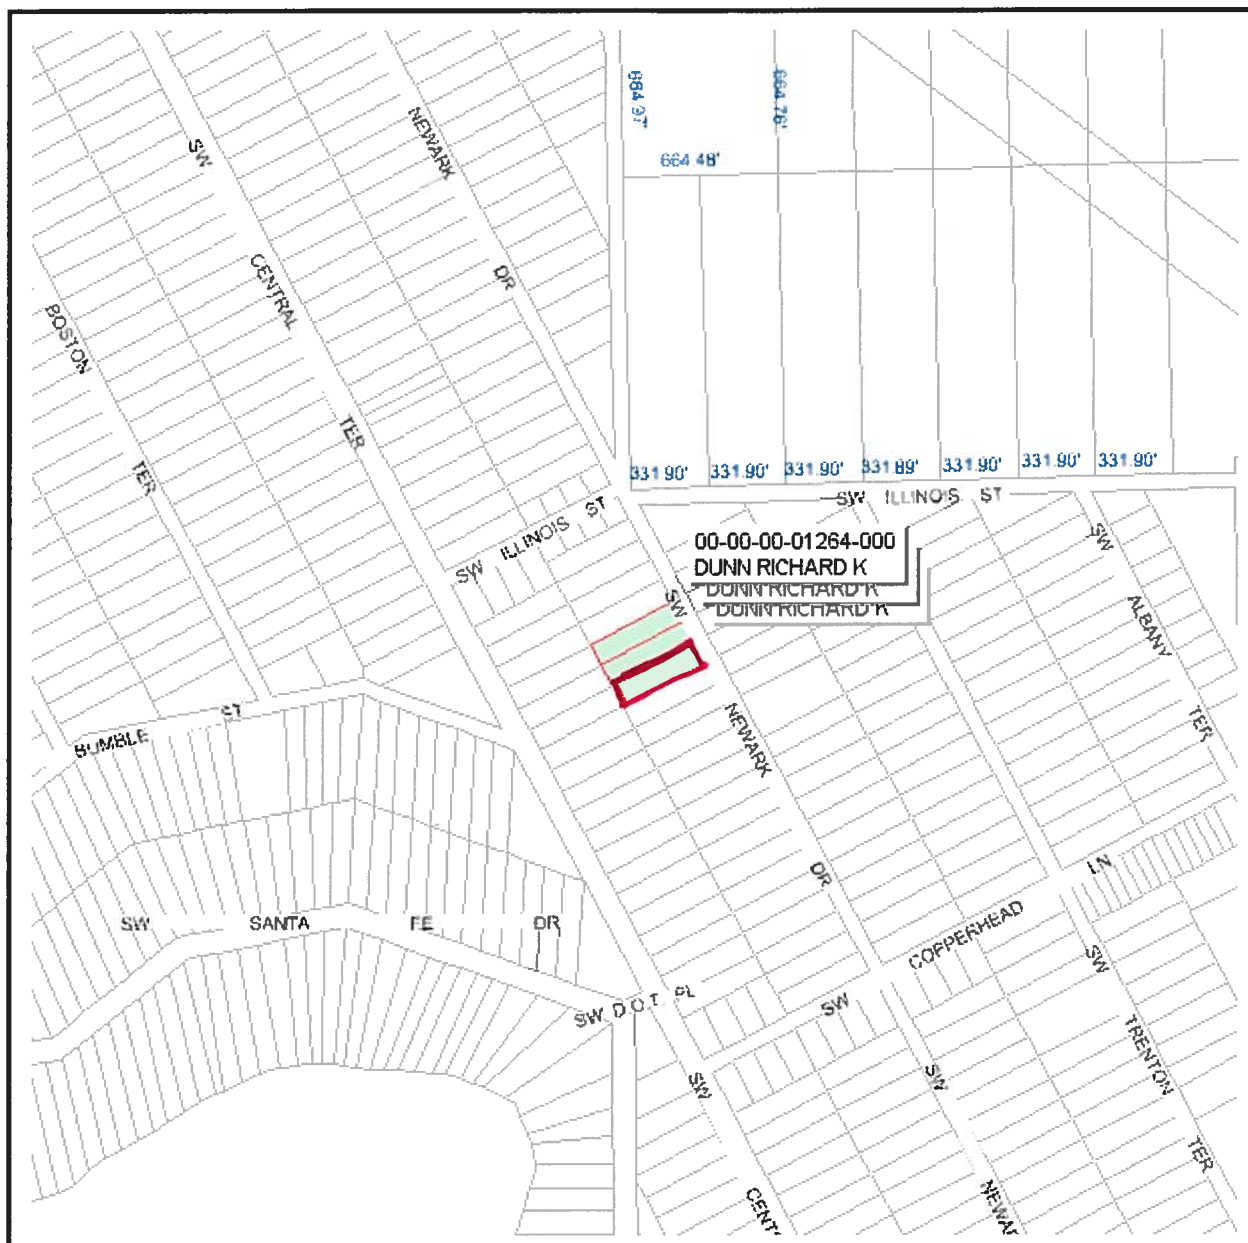 664.97'
664.76'
664.48'
NEWARK
DR
SW
CENTRAL
TER
BOSTON
TER
331.90'
331.90'
331.90'
331.89'
331.90'
331.90'
331.90'
SW ILLINOIS ST
SW ILLINOIS ST
00-00-00-01264-000
DUNN RICHARD K
DUNN RICHARD K
DUNN RICHARD K
SW
SW
ALBANY
TER
NEWARK
DR
BUMBLE ST
SW SANTA FE DR
SW D.O.T. PL
SW COPPERHEAD LN
SW
TRENTON
TER
SW
SW
CENT
NEWAR